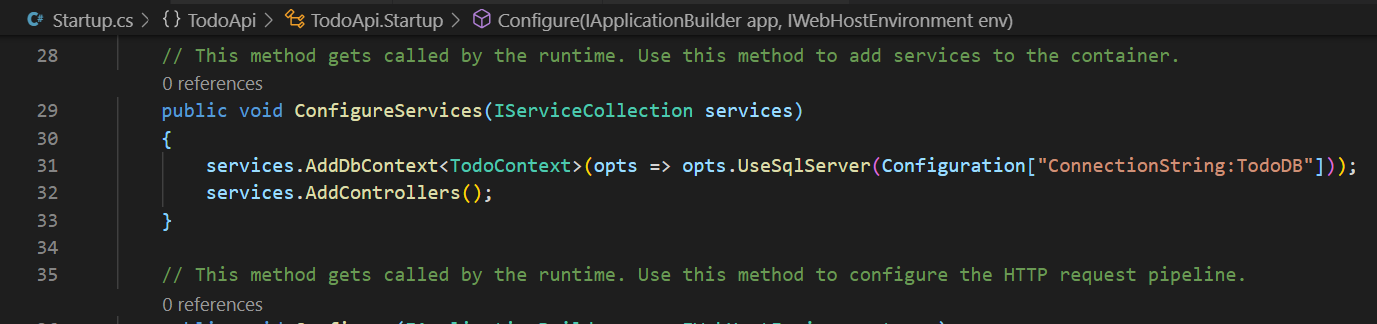 Startup.cs > {} TodoApi > TodoApi.Startup > Configure(IApplicationBuilder app, IWebHostEnvironment env)
28 // This method gets called by the runtime. Use this method to add services to the container.
0 references
29 public void ConfigureServices(IServiceCollection services)
30 {
31 services.AddDbContext<TodoContext>(opts => opts.UseSqlServer(Configuration["ConnectionString:TodoDB"]));
32 services.AddControllers();
33 }
34
35 // This method gets called by the runtime. Use this method to configure the HTTP request pipeline.
0 references